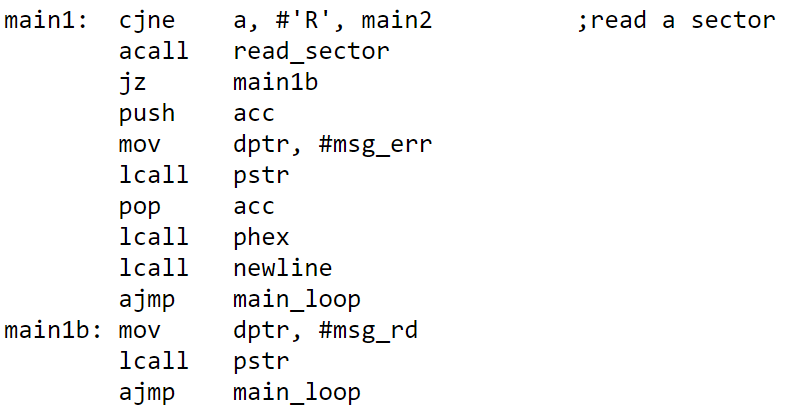 main1:  cjne    a, #'R', main2          ;read a sector
        acall   read_sector
        jz      main1b
        push    acc
        mov     dptr, #msg_err
        lcall   pstr
        pop     acc
        lcall   phex
        lcall   newline
        ajmp    main_loop
main1b: mov     dptr, #msg_rd
        lcall   pstr
        ajmp    main_loop